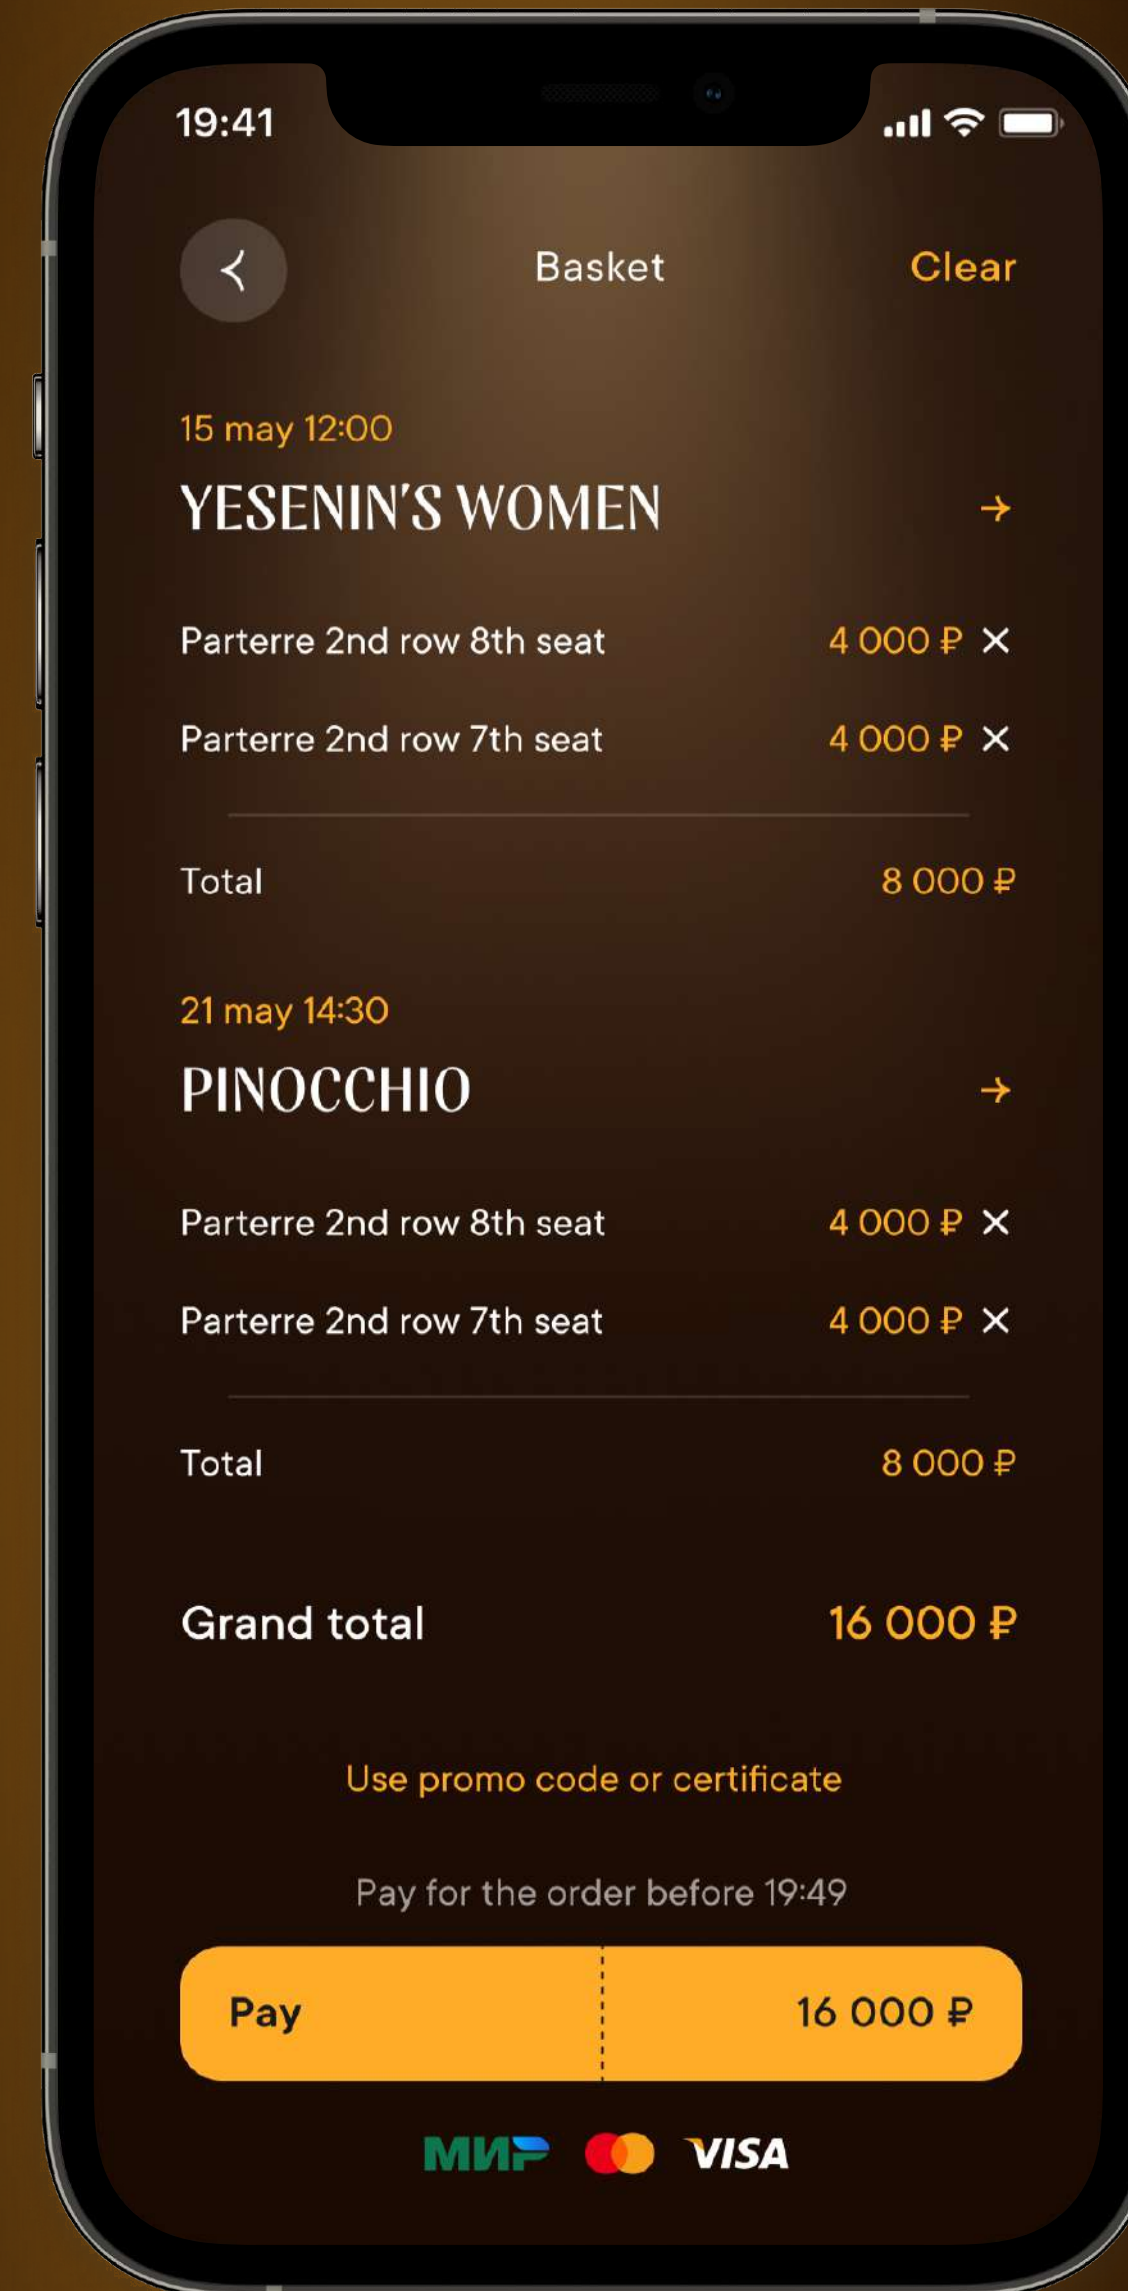 19:41
Basket
Clear
15 may 12:00
YESENIN'S WOMEN
Parterre 2nd row 8th seat 4 000 ₽
Parterre 2nd row 7th seat 4 000 ₽
Total 8 000 ₽
21 may 14:30
PINOCCHIO
Parterre 2nd row 8th seat 4 000 ₽
Parterre 2nd row 7th seat 4 000 ₽
Total 8 000 ₽
Grand total 16 000 ₽
Use promo code or certificate
Pay for the order before 19:49
Pay 16 000 ₽
МИР VISA